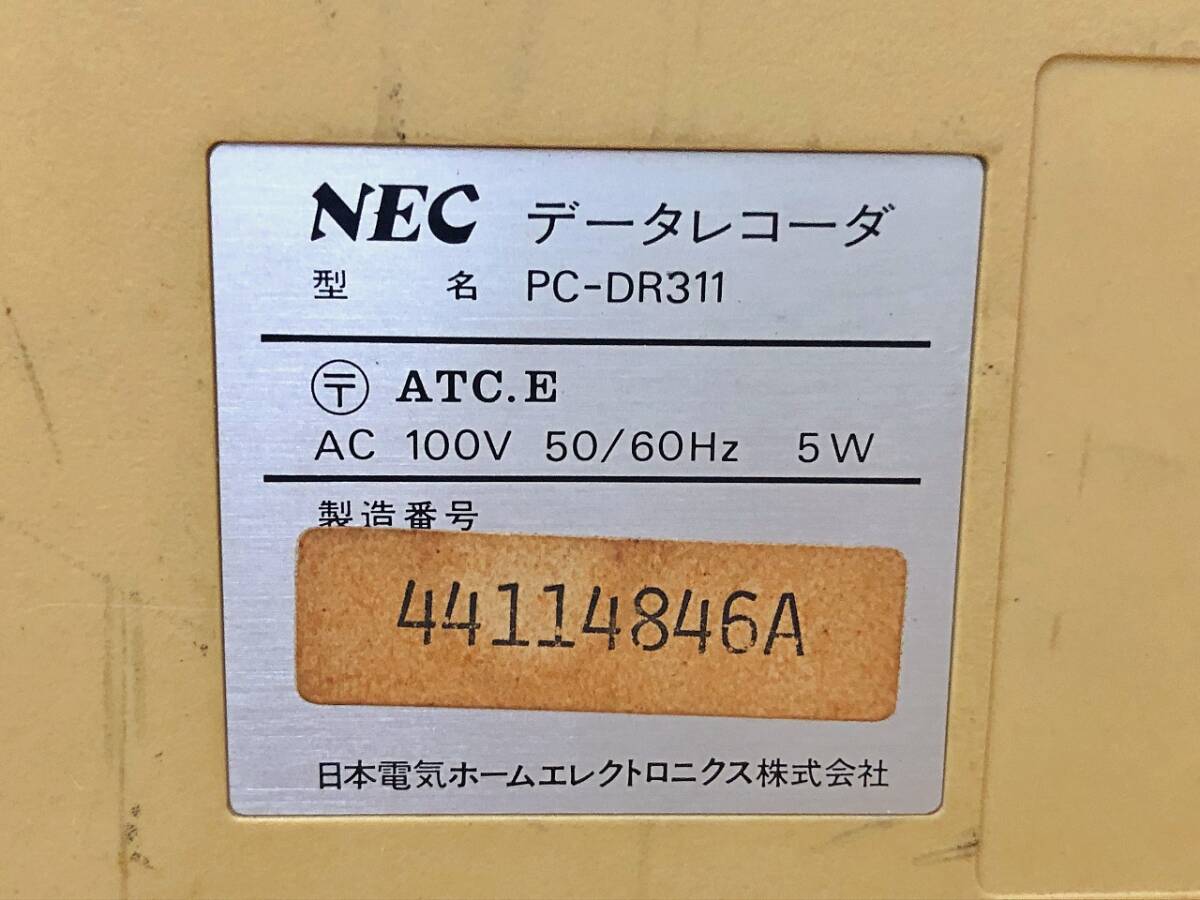 NEC データレコーダ
型名 PC-DR311
〒 ATC.E
AC 100V 50/60Hz 5W
製造番号
44114846A
日本電気ホームエレクトロニクス株式会社